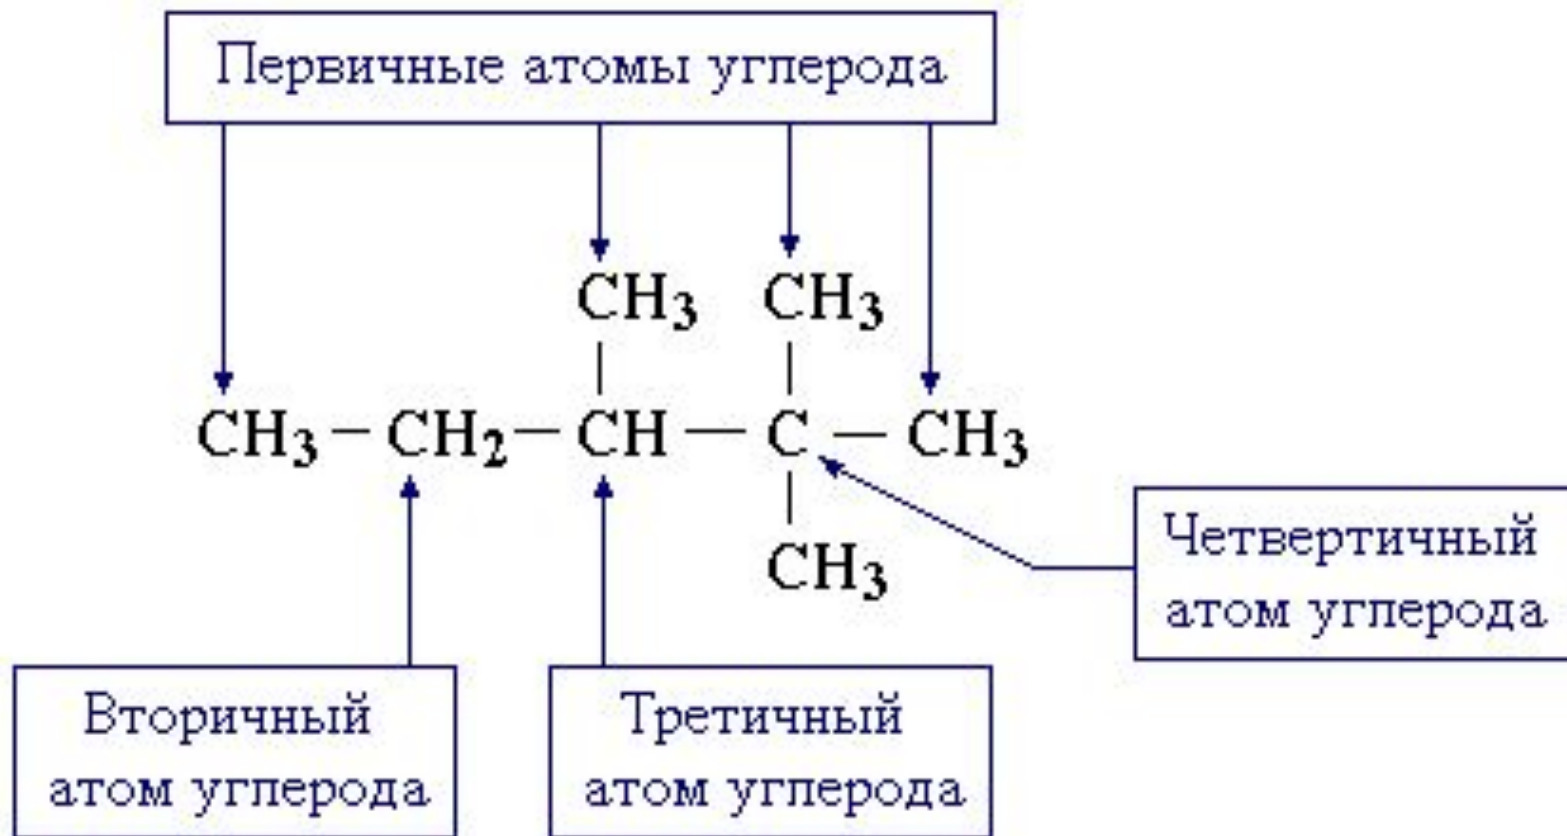 Первичные атомы углерода
CH₃ CH₃
CH₃ — CH₂ — CH — C — CH₃
CH₃
Четвертичный
атом углерода
Вторичный
атом углерода
Третичный
атом углерода